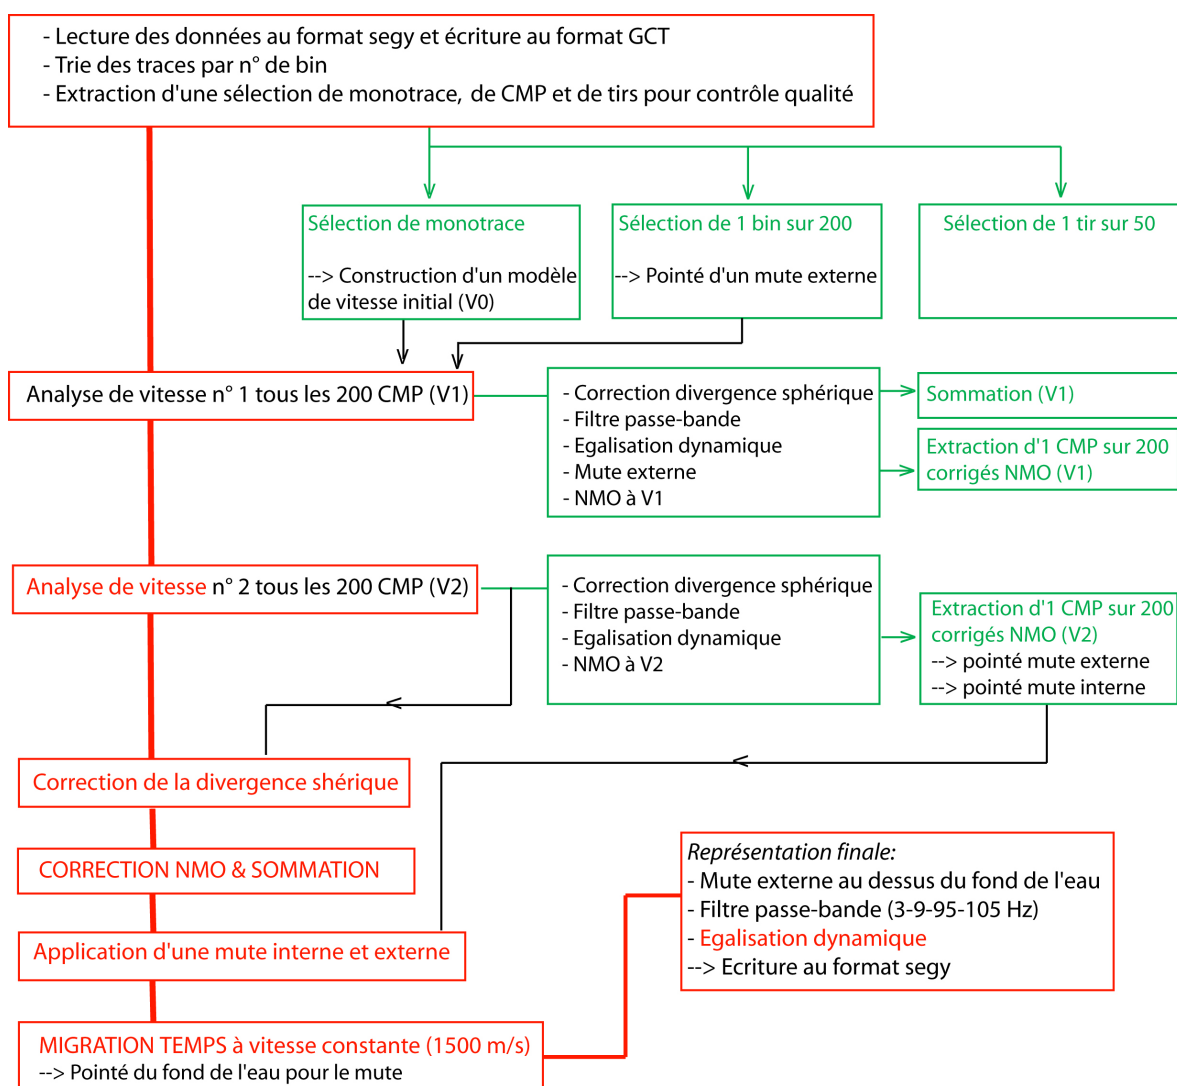 - Lecture des données au format segy et écriture au format GCT
- Trie des traces par n° de bin
- Extraction d'une sélection de monotrace, de CMP et de tirs pour contrôle qualité
Sélection de monotrace
--> Construction d'un modèle
de vitesse initial (V0)
Sélection de 1 bin sur 200
--> Pointé d'un mute externe
Sélection de 1 tir sur 50
Analyse de vitesse n° 1 tous les 200 CMP (V1)
- Correction divergence sphérique
- Filtre passe-bande
- Egalisation dynamique
- Mute externe
- NMO à V1
Sommation (V1)
Extraction d'1 CMP sur 200
corrigés NMO (V1)
Analyse de vitesse n° 2 tous les 200 CMP (V2)
- Correction divergence sphérique
- Filtre passe-bande
- Egalisation dynamique
- NMO à V2
Extraction d'1 CMP sur 200
corrigés NMO (V2)
--> pointé mute externe
--> pointé mute interne
Correction de la divergence shérique
CORRECTION NMO & SOMMATION
Application d'une mute interne et externe
MIGRATION TEMPS à vitesse constante (1500 m/s)
--> Pointé du fond de l'eau pour le mute
Représentation finale:
- Mute externe au dessus du fond de l'eau
- Filtre passe-bande (3-9-95-105 Hz)
- Egalisation dynamique
--> Ecriture au format segy